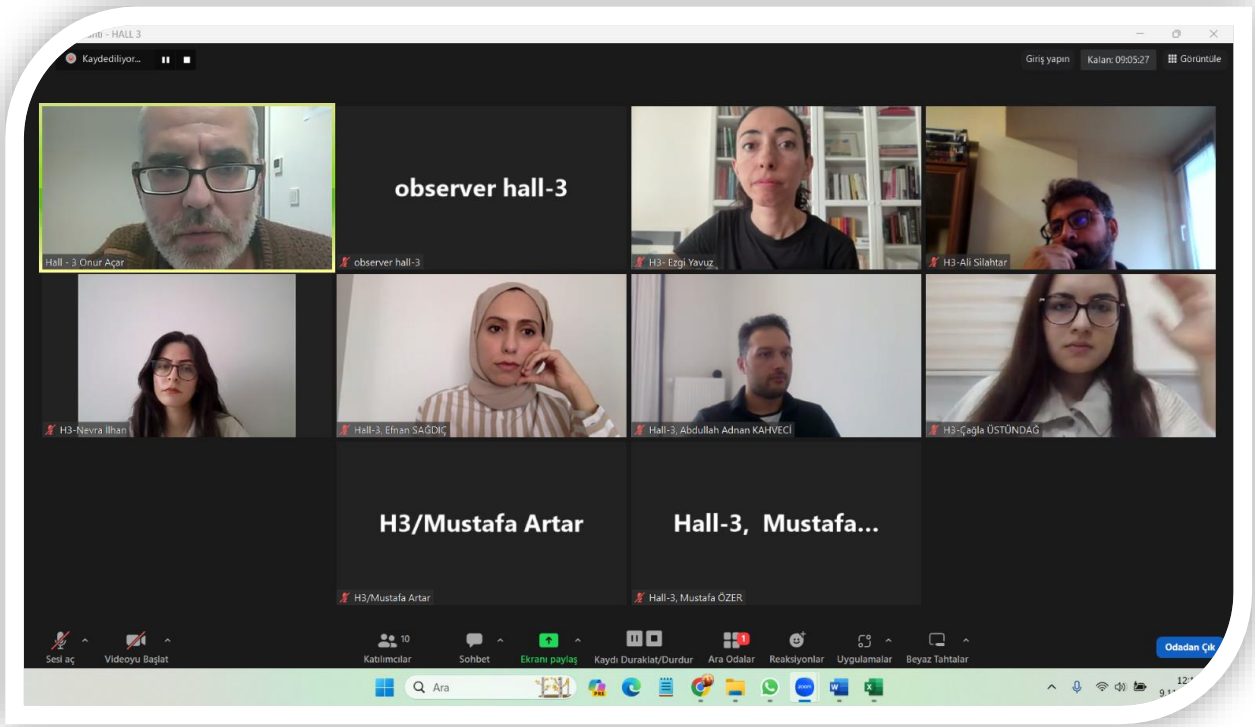 - HALL 3
Kaydediliyor...
Giriş yapın
Kalan: 09:05:27
Görüntüle
Hall - 3 Onur Açar
observer hall-3
observer hall-3
H3- Ezgi Yavuz
H3-Ali Silahtar
H3-Nevra İlhan
Hall-3, Efnan SAĞDIÇ
Hall-3, Abdullah Adnan KAHVECİ
H3-Çağla ÜSTÜNDAĞ
H3/Mustafa Artar
H3/Mustafa Artar
Hall-3, Mustafa...
Hall-3, Mustafa ÖZER
Sesi aç
Videoyu Başlat
10
Katılımcılar
Sohbet
Ekranı paylaş
Kaydı Duraklat/Durdur
1
Ara Odalar
Reaksiyonlar
Uygulamalar
Beyaz Tahtalar
Odadan Çık
Ara
PRE
zoom